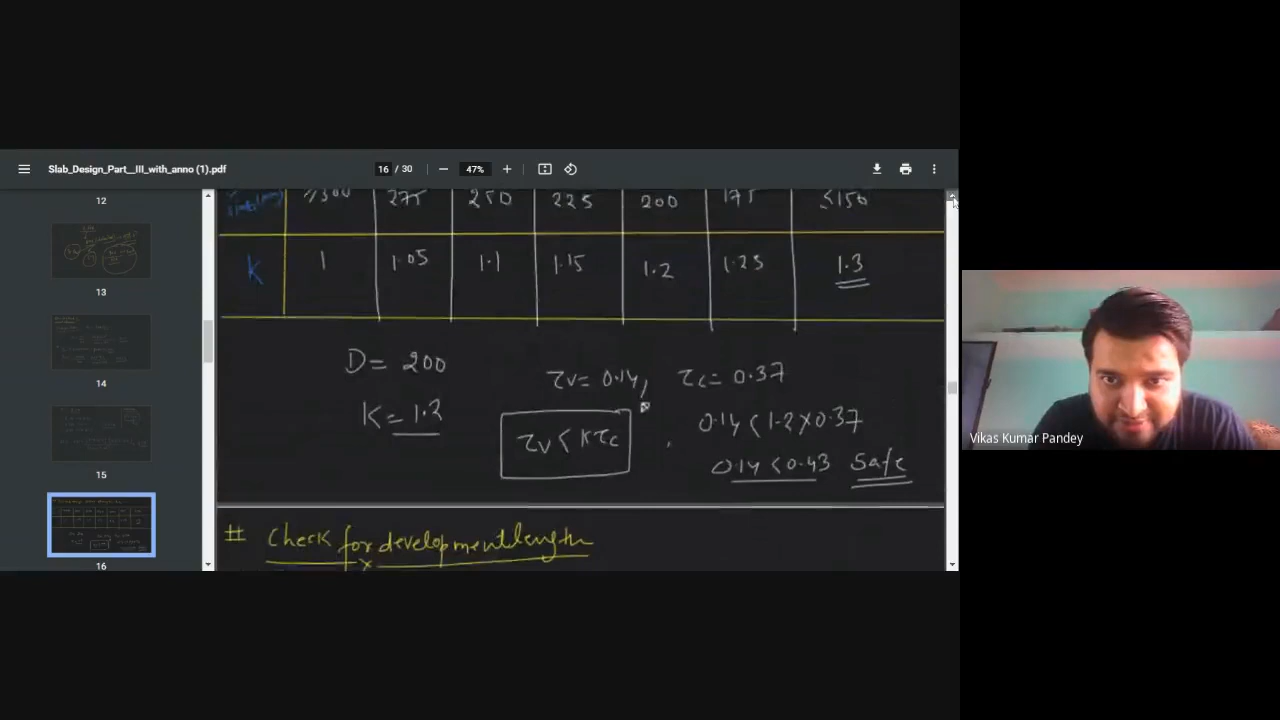 Slab_Design_Part__III_with_anno (1).pdf
16 / 30
47%
12
13
14
15
16
≥300 275 250 225 200 175 ≤150
K 1 1.05 1.1 1.15 1.2 1.25 1.3
D = 200
τv = 0.14, τc = 0.37
K = 1.2
0.14 < 1.2 × 0.37
τv < Kτc
0.14 < 0.43 Safe
# Check for development length
Vikas Kumar Pandey